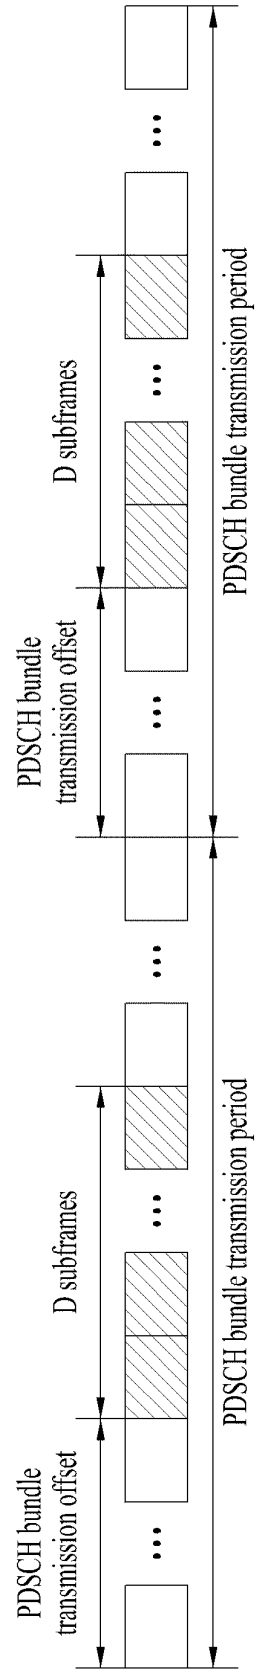 PDSCH bundle
transmission offset
D subframes
PDSCH bundle
transmission offset
D subframes
PDSCH bundle transmission period
PDSCH bundle transmission period